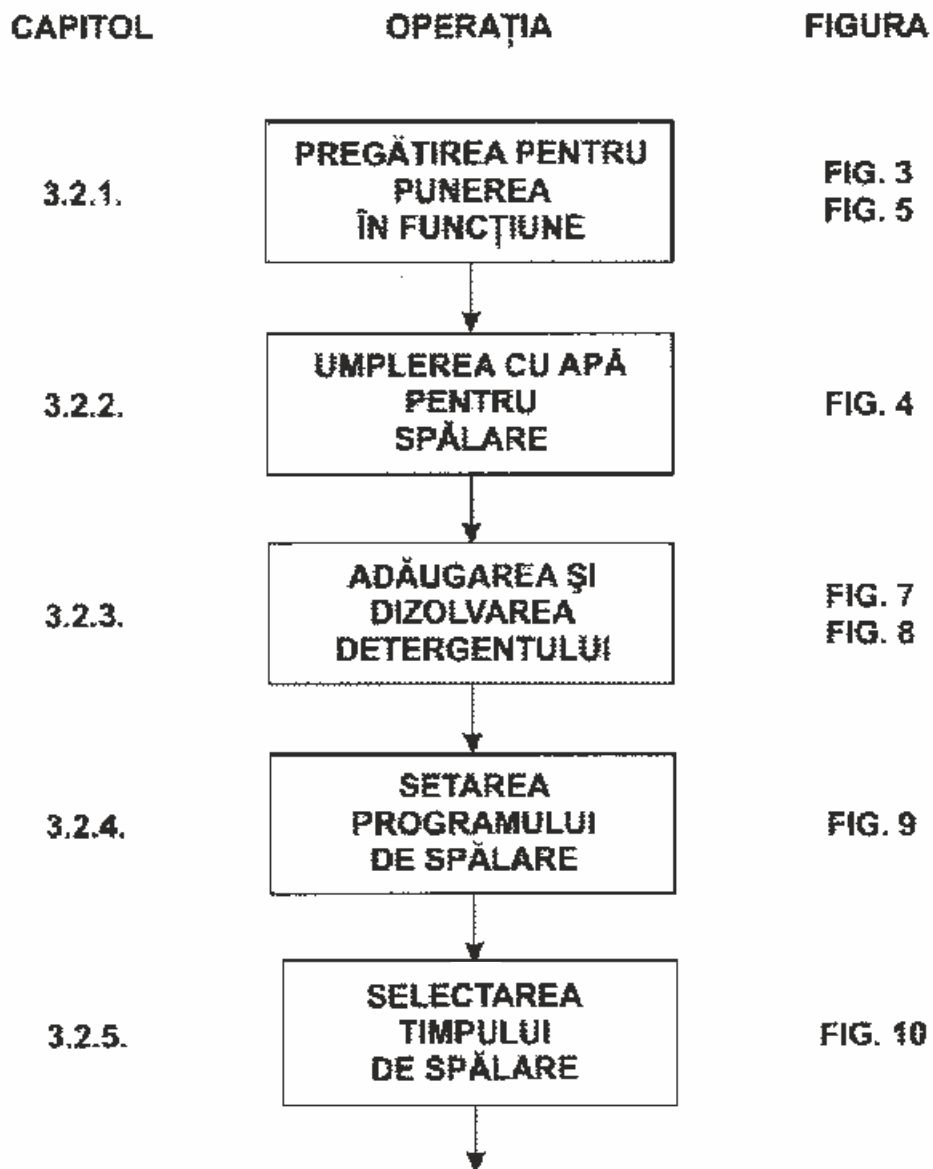 CAPITOL OPERAȚIA FIGURA
PREGĂTIREA PENTRU
PUNEREA
ÎN FUNCȚIUNE
3.2.1.
FIG. 3
FIG. 5
UMPLEREA CU APĂ
PENTRU
SPĂLARE
3.2.2.
FIG. 4
ADĂUGAREA ŞI
DIZOLVAREA
DETERGENTULUI
3.2.3.
FIG. 7
FIG. 8
SETAREA
PROGRAMULUI
DE SPĂLARE
3.2.4.
FIG. 9
SELECTAREA
TIMPULUI
DE SPĂLARE
3.2.5.
FIG. 10